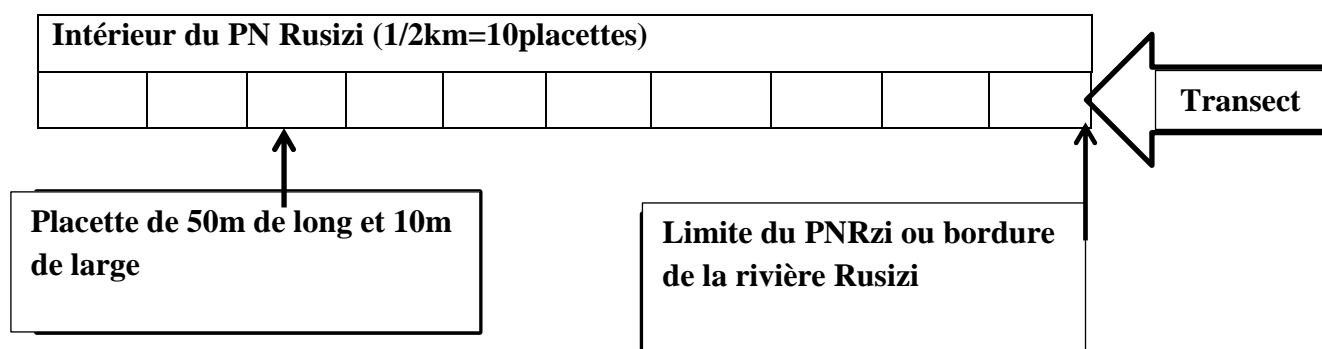 Intérieur du PN Rusizi (1/2km=10placettes)
Transect
Placette de 50m de long et 10m
de large
Limite du PNRzi ou bordure
de la rivière Rusizi